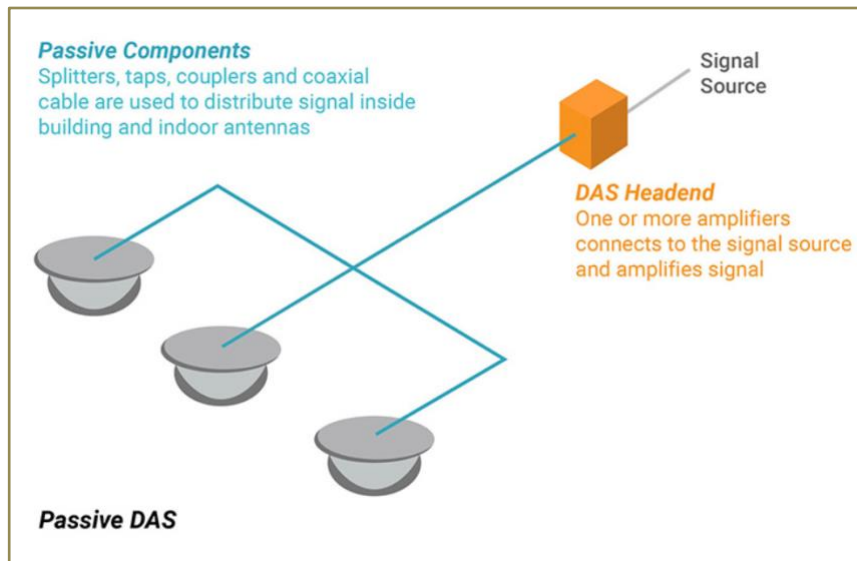 Passive Components
Splitters, taps, couplers and coaxial
cable are used to distribute signal inside
building and indoor antennas
Signal
Source
DAS Headend
One or more amplifiers
connects to the signal source
and amplifies signal
Passive DAS